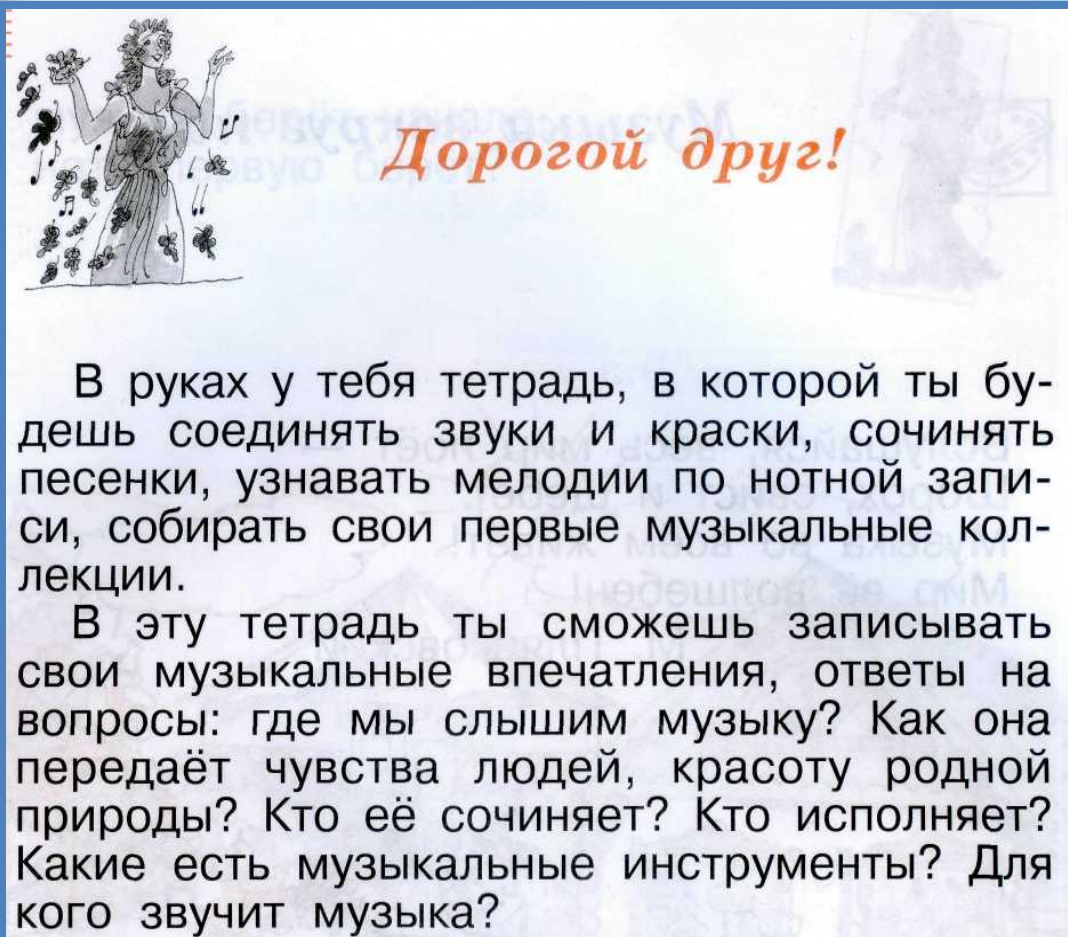 Дорогой друг!
В руках у тебя тетрадь, в которой ты бу-
дешь соединять звуки и краски, сочинять
песенки, узнавать мелодии по нотной запи-
си, собирать свои первые музыкальные кол-
лекции.
В эту тетрадь ты сможешь записывать
свои музыкальные впечатления, ответы на
вопросы: где мы слышим музыку? Как она
передаёт чувства людей, красоту родной
природы? Кто её сочиняет? Кто исполняет?
Какие есть музыкальные инструменты? Для
кого звучит музыка?